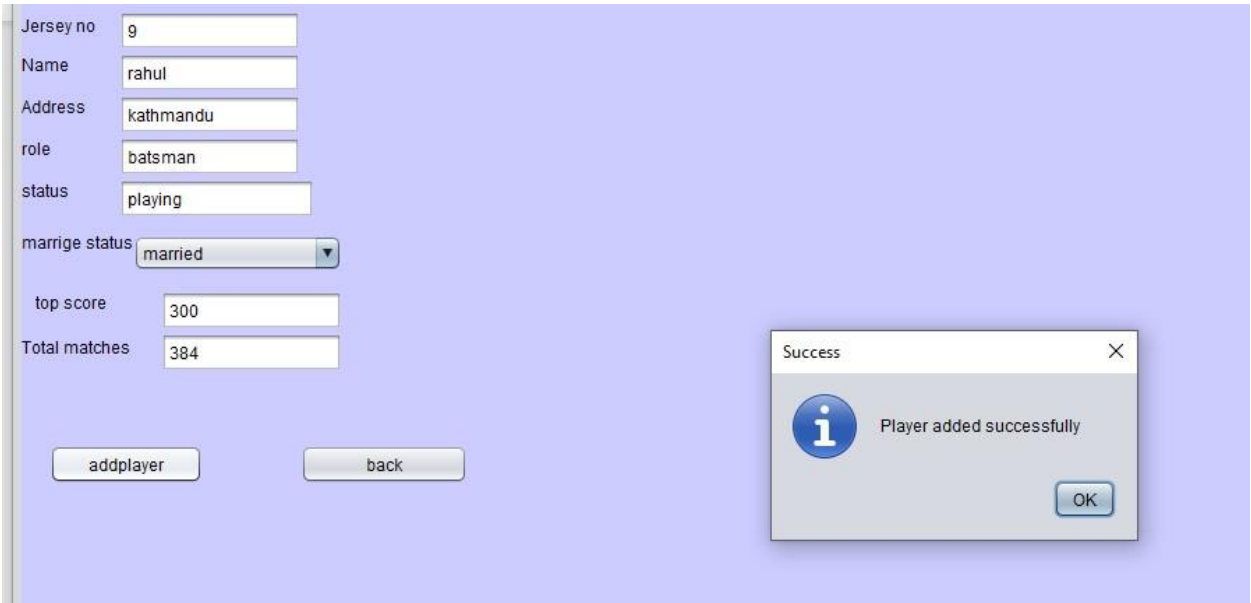 Jersey no 9
Name rahul
Address kathmandu
role batsman
status playing
marrige status married
top score 300
Total matches 384
addplayer back
Success
Player added successfully
OK